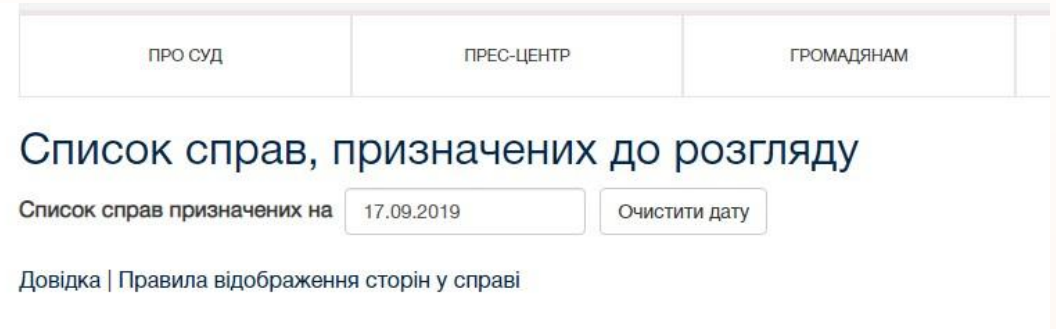 ПРО СУД ПРЕС-ЦЕНТР ГРОМАДЯНАМ
Список справ, призначених до розгляду
Список справ призначених на 17.09.2019 Очистити дату
Довідка | Правила відображення сторін у справі